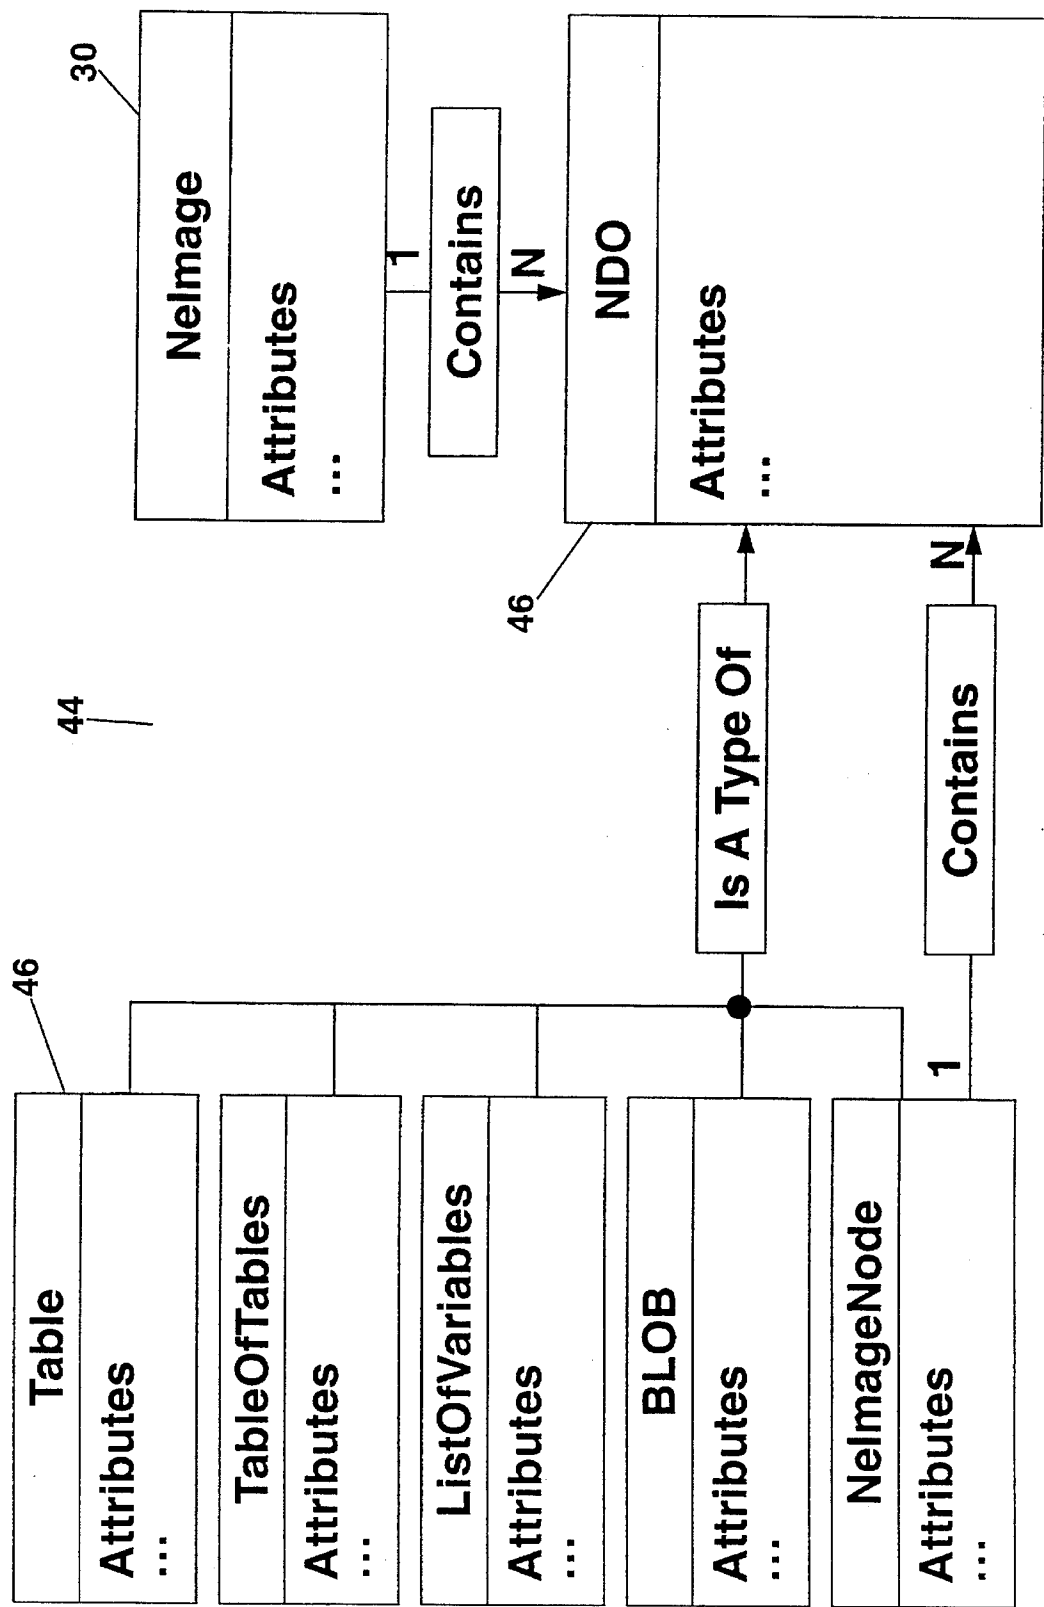 30
NeImage
Attributes
...
1
Contains
N
46
NDO
Attributes
...
44
46
Table
Attributes
...
TableOfTables
Attributes
...
ListOfVariables
Attributes
...
BLOB
Attributes
...
NeImageNode
Attributes
...
Is A Type Of
1
Contains
N